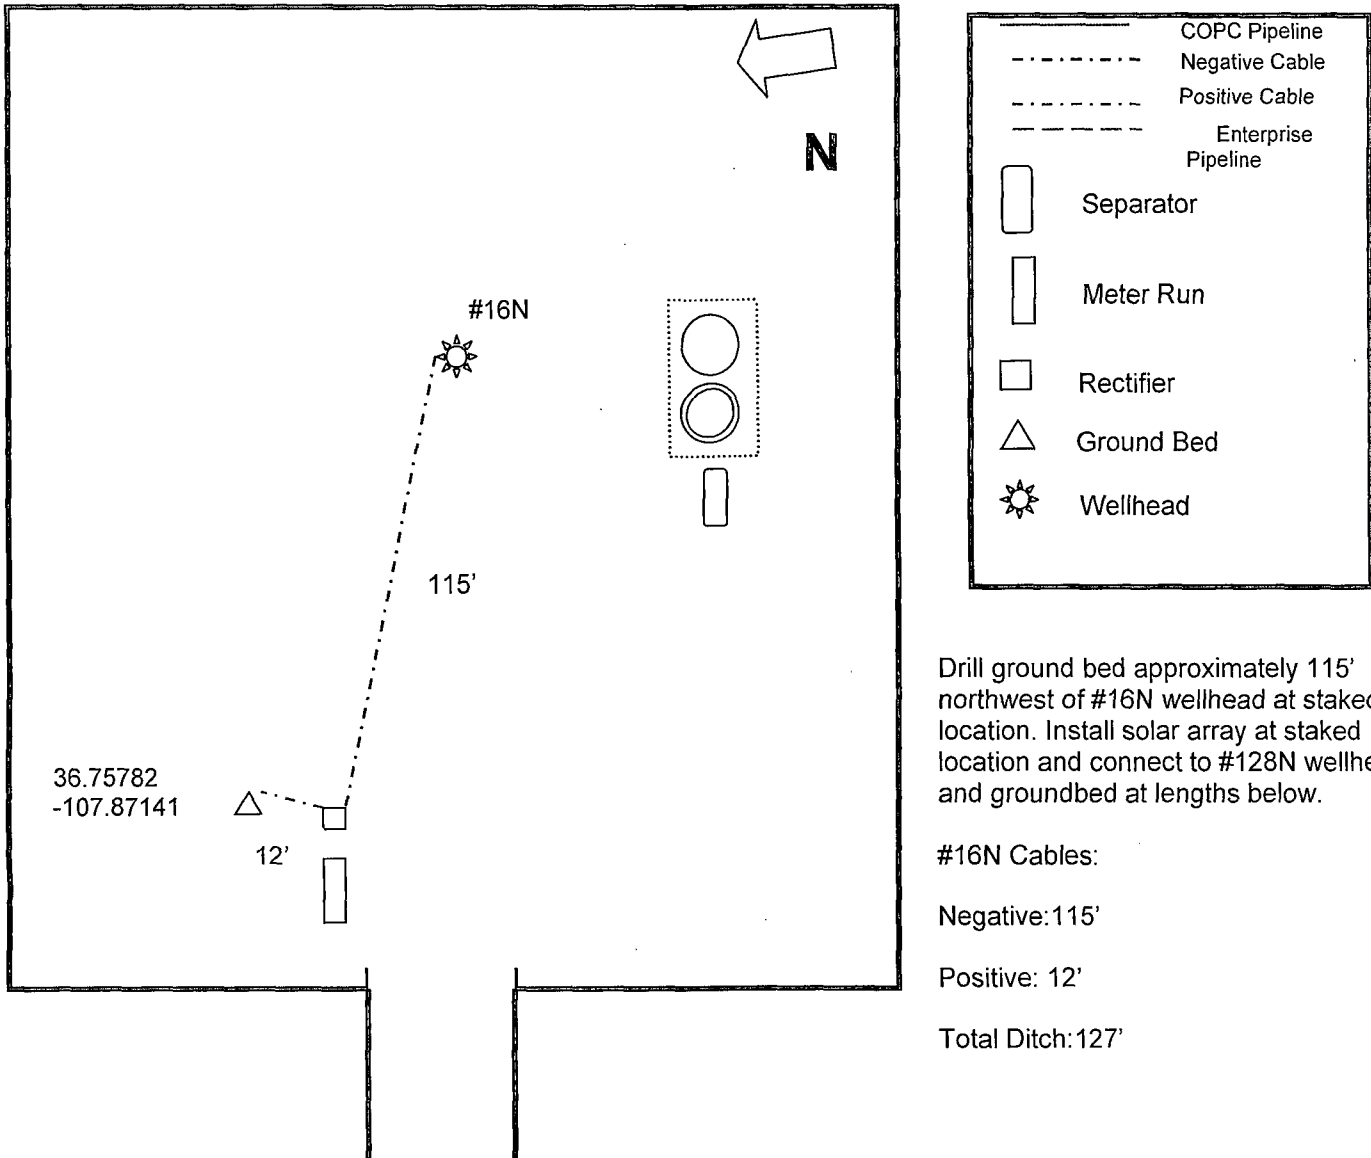 N
#16N
115'
36.75782
-107.87141
12'
COPC Pipeline
Negative Cable
Positive Cable
Enterprise
Pipeline
Separator
Meter Run
Rectifier
Ground Bed
Wellhead
Drill ground bed approximately 115'
northwest of #16N wellhead at
location. Install solar array at staked
location and connect to #128N
and groundbed at lengths below.
#16N Cables:
Negative:115'
Positive: 12'
Total Ditch:127'